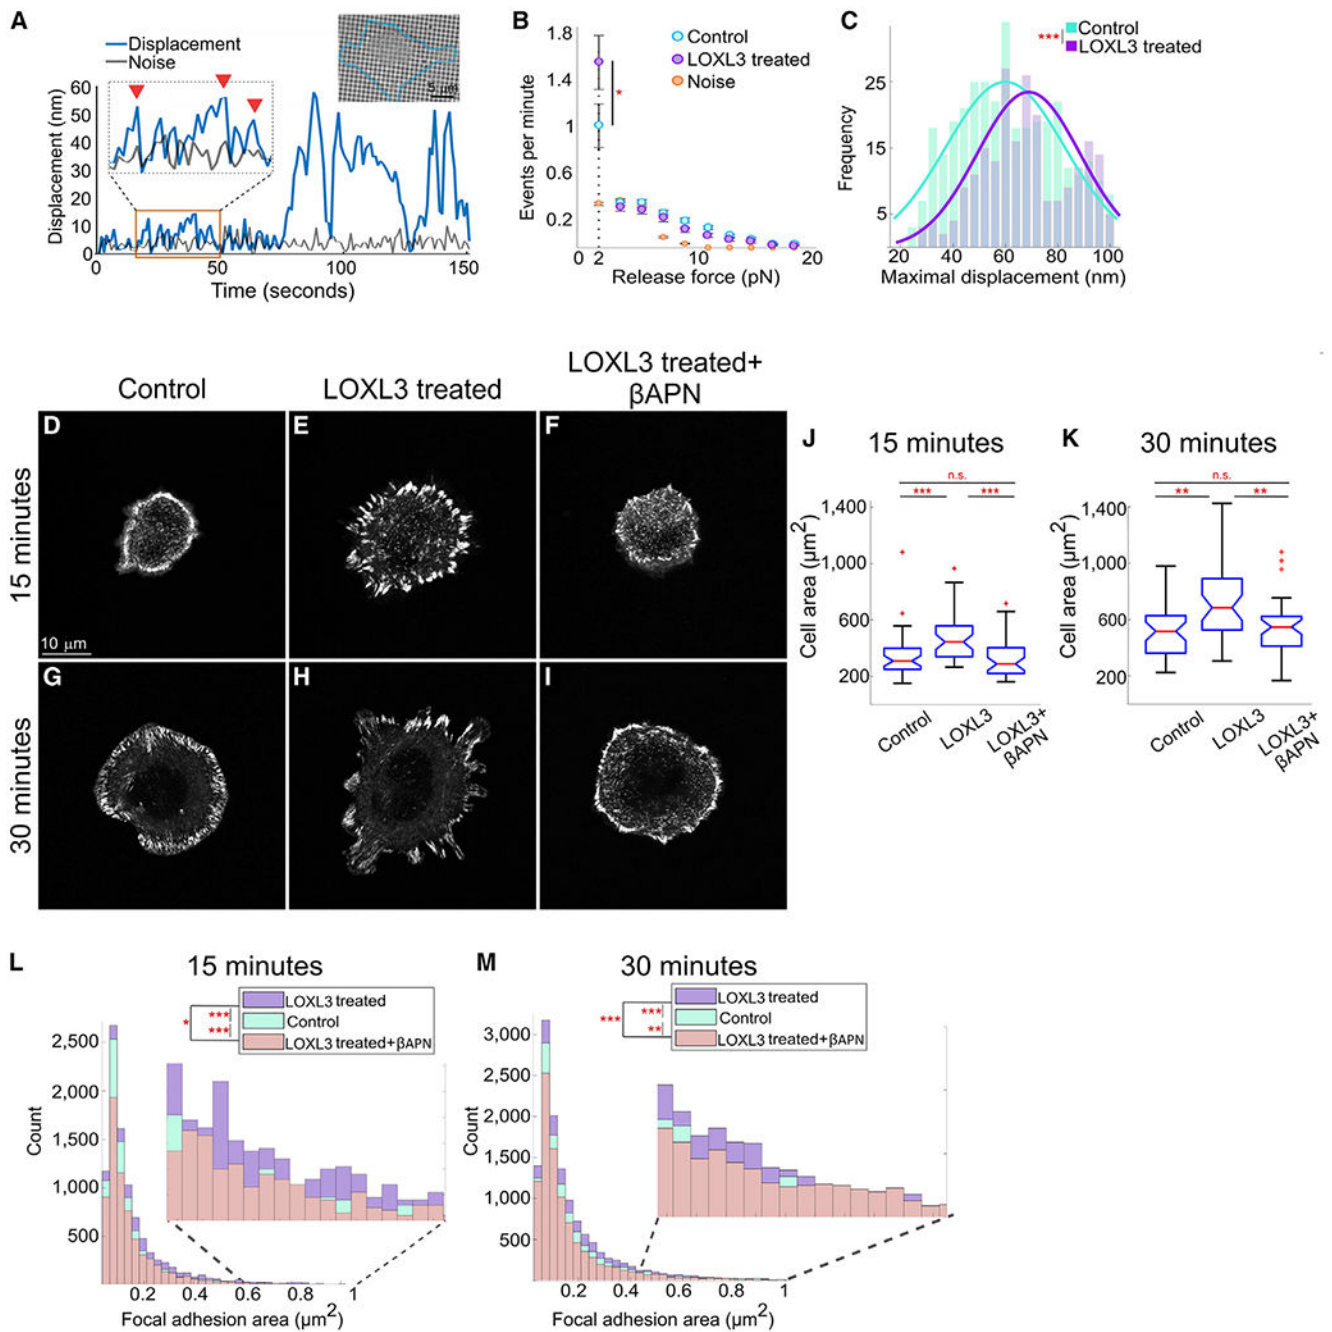 A
Displacement
Noise
5 μm
Displacement (nm)
60
50
40
30
20
10
0
0 50 100 150
Time (seconds)
B
Control
LOXL3 treated
Noise
*
Events per minute
1.8
1.4
1
0.6
0.2
0 2 10 20
Release force (pN)
C
*** Control
LOXL3 treated
Frequency
25
15
5
20 40 60 80 100
Maximal displacement (nm)
Control
LOXL3 treated
LOXL3 treated+
βAPN
15 minutes
D
E
F
10 μm
30 minutes
G
H
I
J
15 minutes
n.s.
*** ***
Cell area (μm2)
1,400
1,000
600
200
Control
LOXL3
LOXL3+
βAPN
K
30 minutes
n.s.
** **
Cell area (μm2)
1,400
1,000
600
200
Control
LOXL3
LOXL3+
βAPN
L
15 minutes
LOXL3 treated
Control
LOXL3 treated+βAPN
* ***
***
Count
2,500
2,000
1,500
1,000
500
0.2 0.4 0.6 0.8 1
Focal adhesion area (μm2)
M
30 minutes
LOXL3 treated
Control
LOXL3 treated+βAPN
*** ***
**
Count
3,000
2,500
2,000
1,500
1,000
500
0.2 0.4 0.6 0.8 1
Focal adhesion area (μm2)